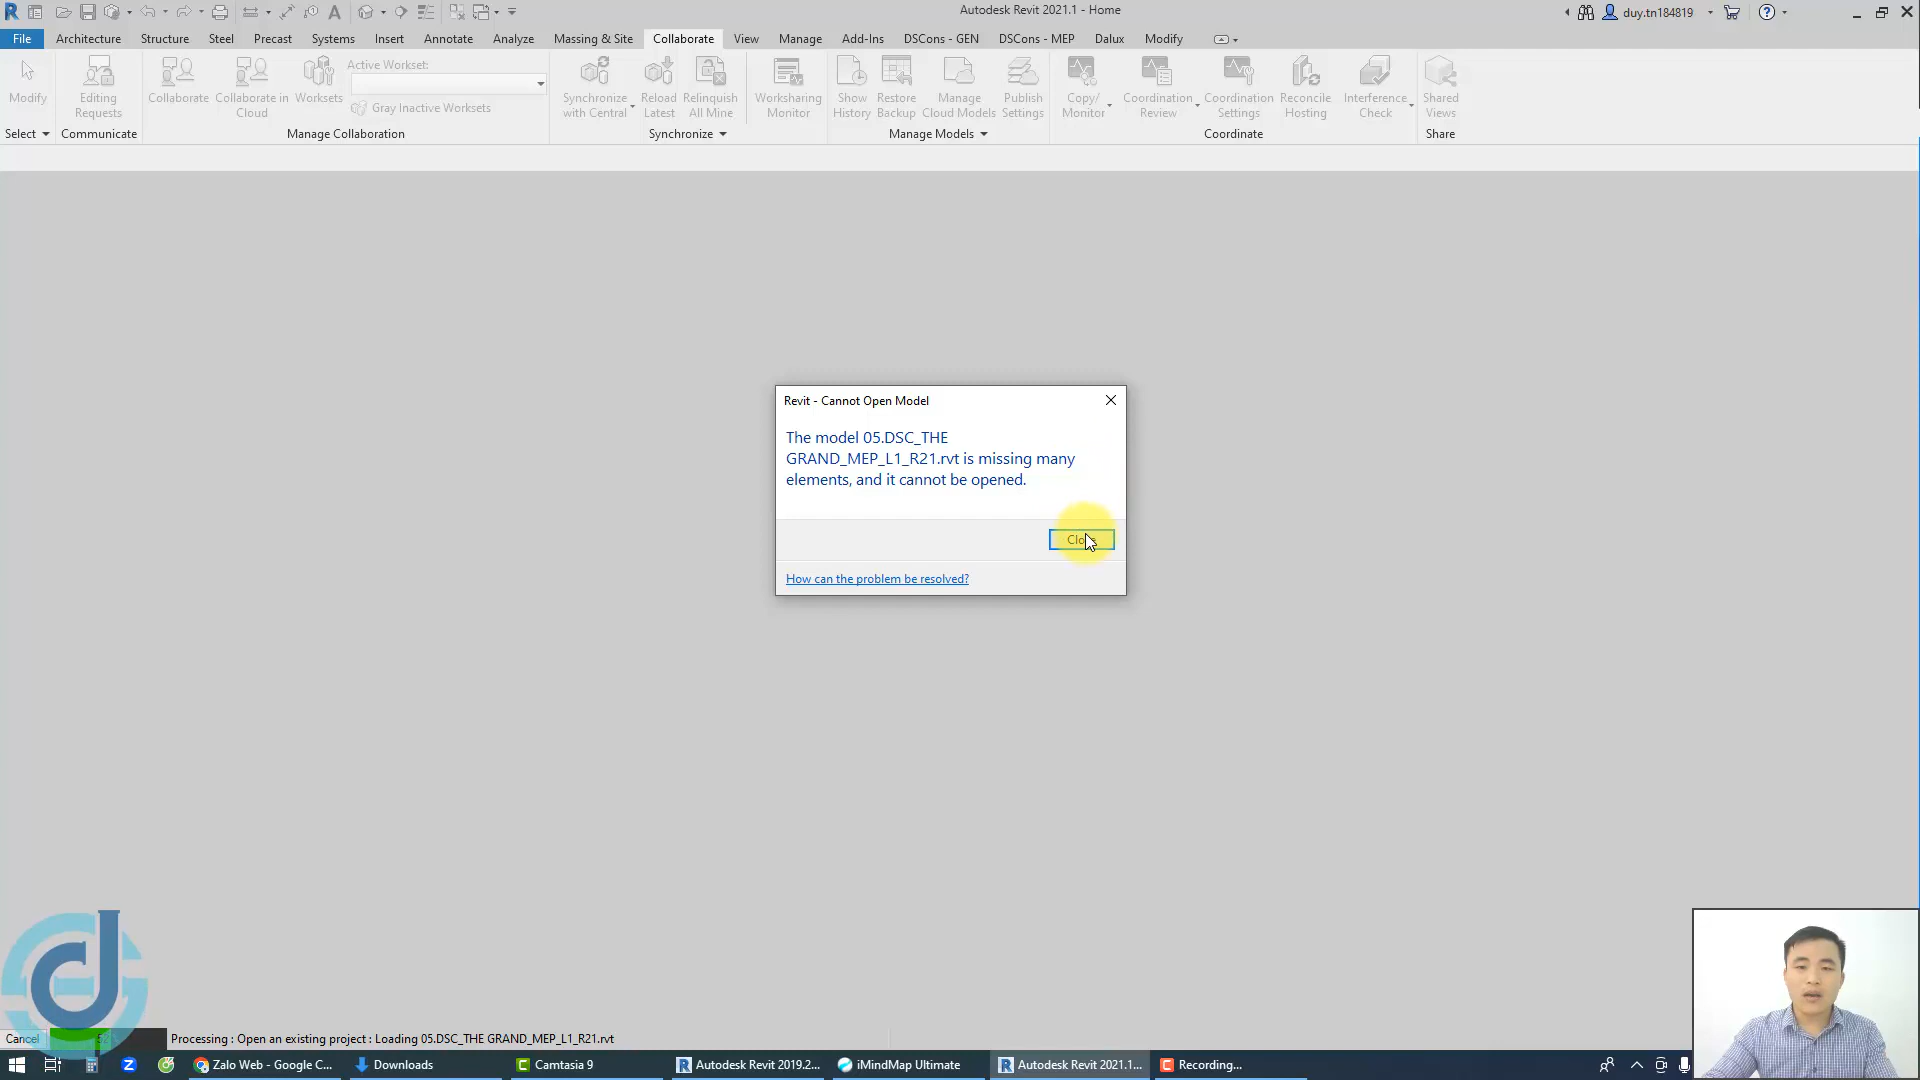 Autodesk Revit 2021.1 - Home
duy.tn184819
File
Architecture
Structure
Steel
Precast
Systems
Insert
Annotate
Analyze
Massing & Site
Collaborate
View
Manage
Add-Ins
DSCons - GEN
DSCons - MEP
Dalux
Modify
Modify
Editing
Requests
Collaborate
Collaborate in
Cloud
Worksets
Active Workset:
Gray Inactive Worksets
Synchronize
with Central
Reload
Latest
Relinquish
All Mine
Worksharing
Monitor
Show
History
Restore
Backup
Manage
Cloud Models
Publish
Settings
Copy/
Monitor
Coordination
Review
Coordination
Settings
Reconcile
Hosting
Interference
Check
Shared
Views
Select
Communicate
Manage Collaboration
Synchronize
Manage Models
Coordinate
Share
Revit - Cannot Open Model
The model 05.DSC_THE
GRAND_MEP_L1_R21.rvt is missing many
elements, and it cannot be opened.
How can the problem be resolved?
Cancel
Processing : Open an existing project : Loading 05.DSC_THE GRAND_MEP_L1_R21.rvt
Zalo Web - Google C...
Downloads
Camtasia 9
Autodesk Revit 2019.2...
iMindMap Ultimate
Autodesk Revit 2021.1...
Recording...